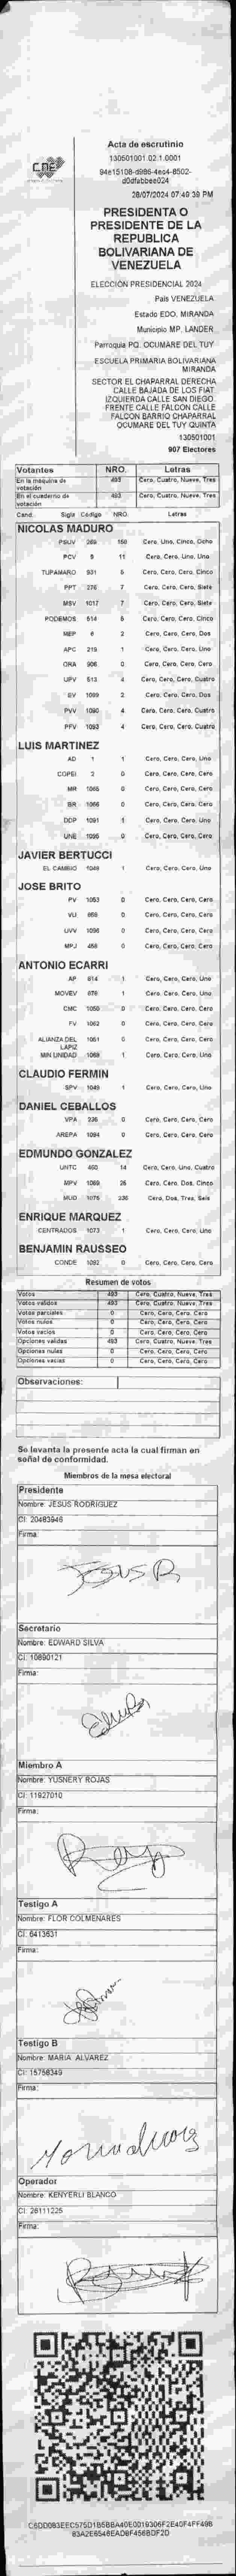 CNE
Acta de escrutinio
130501001.02.1.0001
94e15108-d986-4ec4-8502-
d0dfabbee024
28/07/2024 07:49:39 PM
PRESIDENTA O
PRESIDENTE DE LA
REPUBLICA
BOLIVARIANA DE
VENEZUELA
ELECCIÓN PRESIDENCIAL 2024
País VENEZUELA
Estado EDO. MIRANDA
Municipio MP. LANDER
Parroquia PQ. OCUMARE DEL TUY
ESCUELA PRIMARIA BOLIVARIANA
MIRANDA
SECTOR EL CHAPARRAL DERECHA
CALLE BAJADA DE LOS FIAT.
IZQUIERDA CALLE SAN DIEGO.
FRENTE CALLE FALCON CALLE
FALCON BARRIO CHAPARRAL
OCUMARE DEL TUY QUINTA
130501001
907 Electores
Votantes NRO. Letras
En la máquina de votación 493 Cero, Cuatro, Nueve, Tres
En el cuaderno de votación 493 Cero, Cuatro, Nueve, Tres
Cand. Sigla Código NRO. Letras
NICOLAS MADURO
PSUV 269 158 Cero, Uno, Cinco, Ocho
PCV 8 11 Cero, Cero, Uno, Uno
TUPAMARO 931 5 Cero, Cero, Cero, Cinco
PPT 276 7 Cero, Cero, Cero, Siete
MSV 1017 7 Cero, Cero, Cero, Siete
PODEMOS 514 5 Cero, Cero, Cero, Cinco
MEP 6 2 Cero, Cero, Cero, Dos
APC 219 1 Cero, Cero, Cero, Uno
ORA 906 0 Cero, Cero, Cero, Cero
UPV 513 4 Cero, Cero, Cero, Cuatro
EV 1089 2 Cero, Cero, Cero, Dos
PVV 1090 4 Cero, Cero, Cero, Cuatro
PFV 1093 4 Cero, Cero, Cero, Cuatro
LUIS MARTINEZ
AD 1 1 Cero, Cero, Cero, Uno
COPEI 2 0 Cero, Cero, Cero, Cero
MR 1065 0 Cero, Cero, Cero, Cero
BR 1066 0 Cero, Cero, Cero, Cero
DDP 1091 1 Cero, Cero, Cero, Uno
UNE 1095 0 Cero, Cero, Cero, Cero
JAVIER BERTUCCI
EL CAMBIO 1048 1 Cero, Cero, Cero, Uno
JOSE BRITO
PV 1053 0 Cero, Cero, Cero, Cero
VU 868 0 Cero, Cero, Cero, Cero
UVV 1096 0 Cero, Cero, Cero, Cero
MPJ 458 0 Cero, Cero, Cero, Cero
ANTONIO ECARRI
AP 814 1 Cero, Cero, Cero, Uno
MOVEV 876 1 Cero, Cero, Cero, Uno
CMC 1050 0 Cero, Cero, Cero, Cero
FV 1062 0 Cero, Cero, Cero, Cero
ALIANZA DEL LAPIZ 1061 0 Cero, Cero, Cero, Cero
MIN UNIDAD 1069 1 Cero, Cero, Cero, Uno
CLAUDIO FERMIN
SPV 1049 1 Cero, Cero, Cero, Uno
DANIEL CEBALLOS
VPA 236 0 Cero, Cero, Cero, Cero
AREPA 1094 0 Cero, Cero, Cero, Cero
EDMUNDO GONZALEZ
UNTC 460 14 Cero, Cero, Uno, Cuatro
MPV 25 Cero, Cero, Dos, Cinco
MUD 1075 236 Cero, Dos, Tres, Seis
ENRIQUE MARQUEZ
CENTRADOS 1073 1 Cero, Cero, Cero, Uno
BENJAMIN RAUSSEO
CONDE 1092 0 Cero, Cero, Cero, Cero
Resumen de votos
Votos 493 Cero, Cuatro, Nueve, Tres
Votos validos 493 Cero, Cuatro, Nueve, Tres
Votos parciales 0 Cero, Cero, Cero, Cero
Votos nulos 0 Cero, Cero, Cero, Cero
Votos vacios 0 Cero, Cero, Cero, Cero
Opciones validas 493 Cero, Cuatro, Nueve, Tres
Opciones nulas 0 Cero, Cero, Cero, Cero
Opciones vacias 0 Cero, Cero, Cero, Cero
Observaciones:
Se levanta la presente acta la cual firman en
señal de conformidad.
Miembros de la mesa electoral
Presidente
Nombre: JESUS RODRIGUEZ
CI: 20483946
Firma:
JESUS R
Secretario
Nombre: EDWARD SILVA
CI: 10890121
Firma:
Miembro A
Nombre: YUSNERY ROJAS
CI: 11927010
Firma:
Testigo A
Nombre: FLOR COLMENARES
CI: 6413631
Firma:
Testigo B
Nombre: MARIA ALVAREZ
CI: 15758349
Firma:
Operador
Nombre: KENYERLI BLANCO
CI: 28111225
Firma: